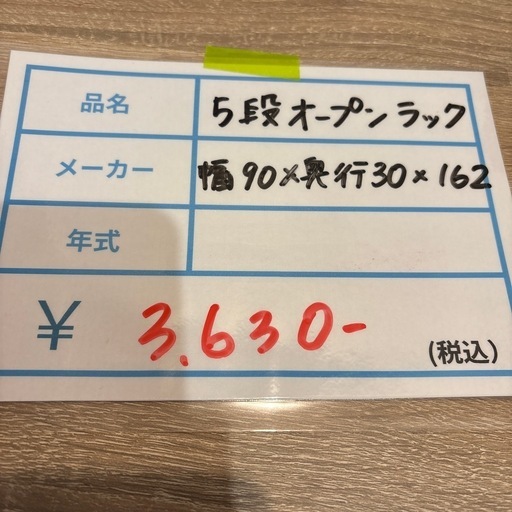 品名 5段オープンラック
メーカー 幅90×奥行30×162
年式
¥ 3.630-
(税込)